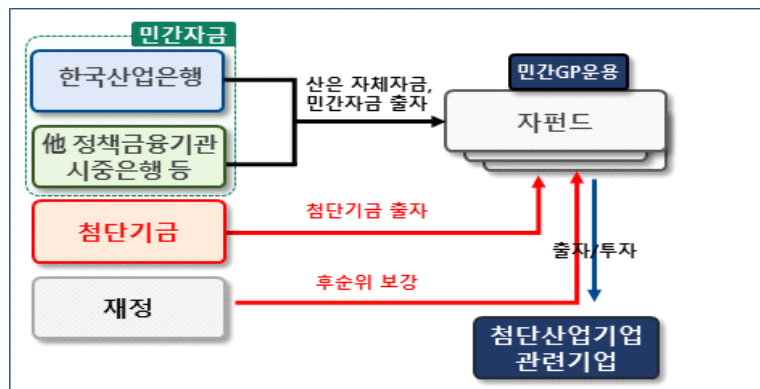 민간자금
한국산업은행
他 정책금융기관
시중은행 등
첨단기금
재정
산은 자체자금,
민간자금 출자
첨단기금 출자
후순위 보강
민간GP운용
자펀드
출자/투자
첨단산업기업
관련기업